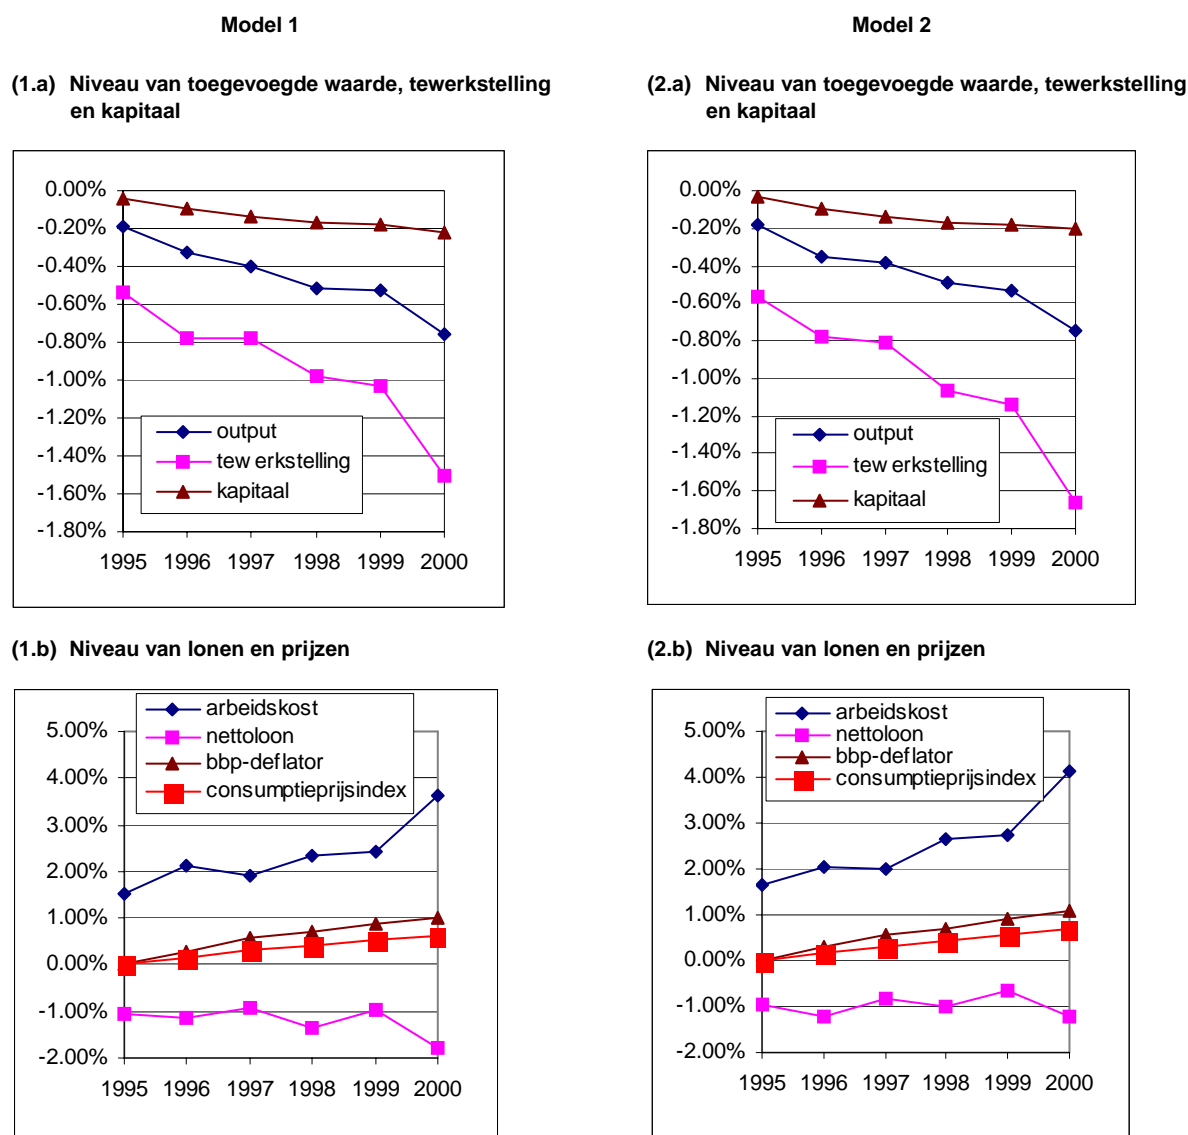 Model 1
Model 2
(1.a) Niveau van toegevoegde waarde, tewerkstelling
en kapitaal
(2.a) Niveau van toegevoegde waarde, tewerkstelling
en kapitaal
0.00%
-0.20%
-0.40%
-0.60%
-0.80%
-1.00%
-1.20%
-1.40%
-1.60%
-1.80%
output
tew erkstelling
kapitaal
1995 1996 1997 1998 1999 2000
0.00%
-0.20%
-0.40%
-0.60%
-0.80%
-1.00%
-1.20%
-1.40%
-1.60%
-1.80%
output
tew erkstelling
kapitaal
1995 1996 1997 1998 1999 2000
(1.b) Niveau van lonen en prijzen
(2.b) Niveau van lonen en prijzen
arbeidskost
nettoloon
bbp-deflator
consumptieprijsindex
5.00%
4.00%
3.00%
2.00%
1.00%
0.00%
-1.00%
-2.00%
1995 1996 1997 1998 1999 2000
arbeidskost
nettoloon
bbp-deflator
consumptieprijsindex
5.00%
4.00%
3.00%
2.00%
1.00%
0.00%
-1.00%
-2.00%
1995 1996 1997 1998 1999 2000